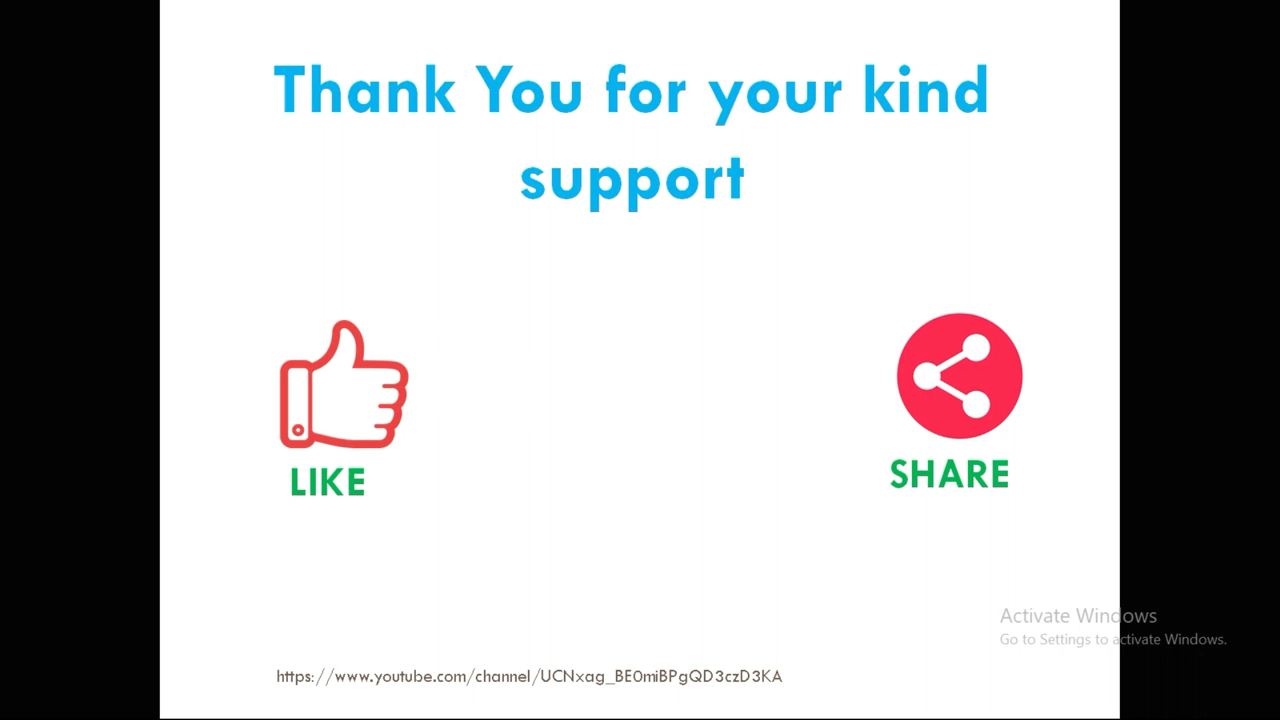 Thank You for your kind
support
LIKE
SHARE
Activate Windows
Go to Settings to activate Windows.
https://www.youtube.com/channel/UCNxag_BE0miBPgQD3czD3KA